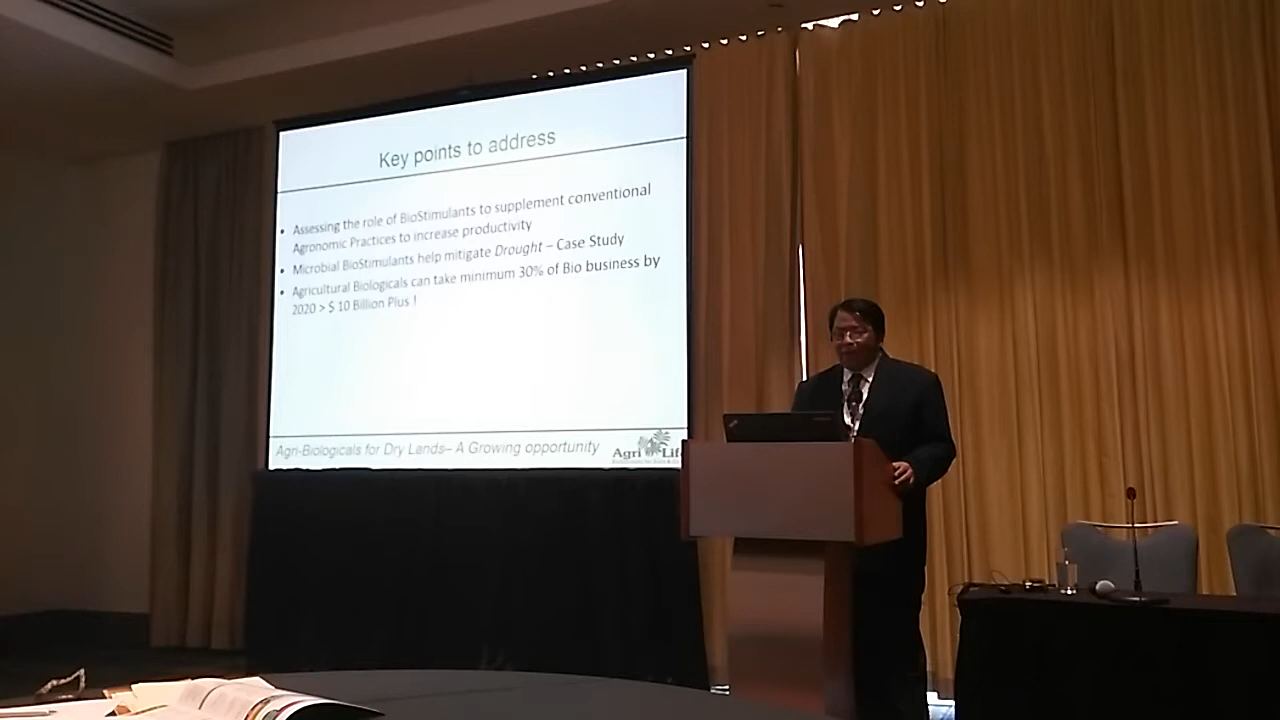 Key points to address
• Assessing the role of BioStimulants to supplement conventional
Agronomic Practices to increase productivity
• Microbial BioStimulants help mitigate Drought – Case Study
• Agricultural Biologicals can take minimum 30% of Bio business by
2020 > $ 10 Billion Plus !
Agri-Biologicals for Dry Lands– A Growing opportunity
Agri Life